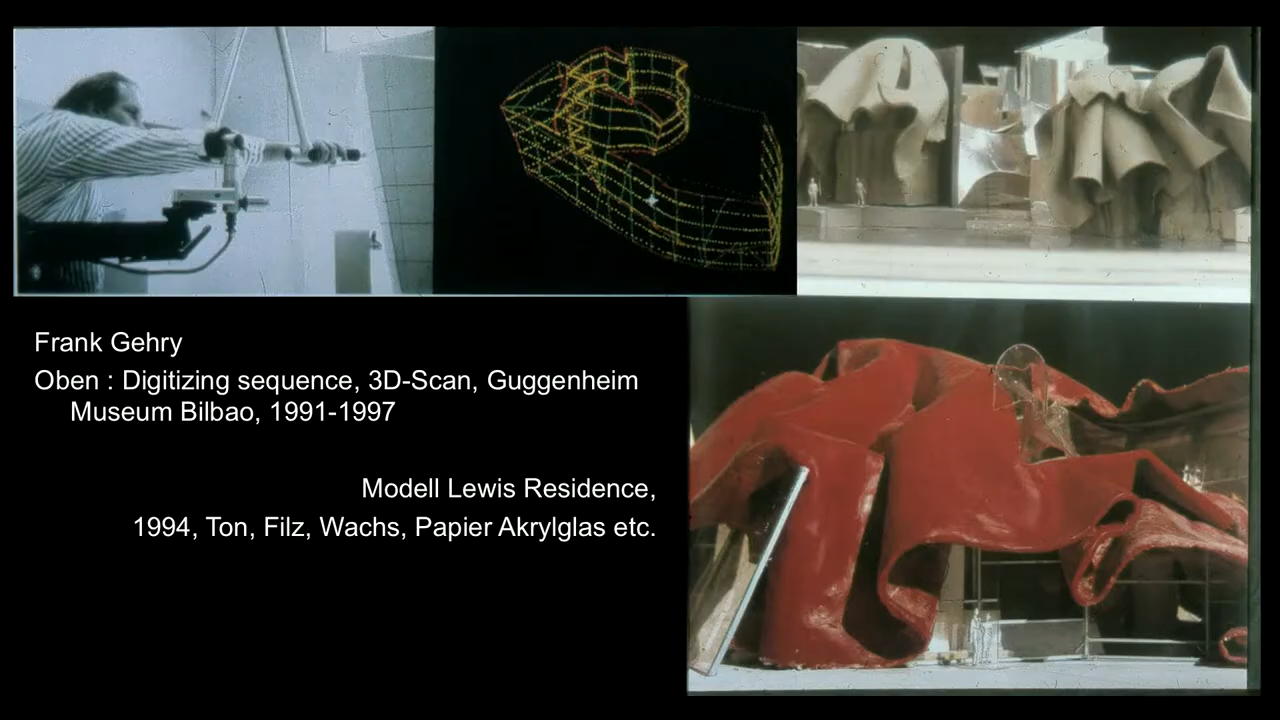 Frank Gehry
Oben : Digitizing sequence, 3D-Scan, Guggenheim
Museum Bilbao, 1991-1997
Modell Lewis Residence,
1994, Ton, Filz, Wachs, Papier Akrylglas etc.